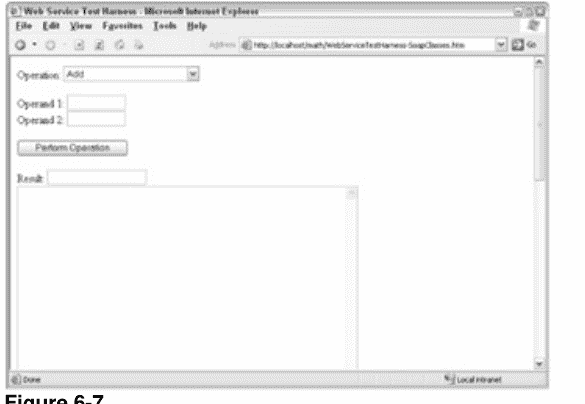 Web Service Test Harness - Microsoft Internet Explorer
File Edit View Favorites Tools Help
Address http://localhost/math/WebServiceTestHarness-SoapClasses.htm Go
Operation: Add
Operand 1:
Operand 2:
Perform Operation
Result:
Done Local intranet
Figure 6-7